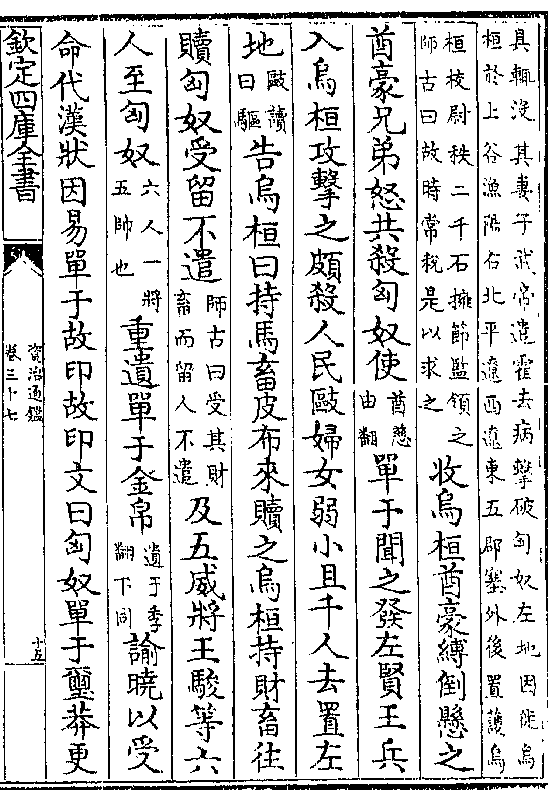 具輒没其妻子武帝遣霍去病擊破匈奴左地因徙烏
桓於上谷漁陽右北平遼西遼東五郡塞外後置護烏
桓校尉秩二千石擁節監領之
師古曰故時常税是以求之
收烏桓酋豪縛倒懸之
酋豪兄弟怒共殺匈奴使
酋慈
由翻
單于聞之發左賢王兵
入烏桓攻擊之頗殺人民敺婦女弱小且千人去置左
地
敺讀
曰驅
告烏桓曰持馬畜皮布來贖之烏桓持財畜往
贖匈奴受留不遣
師古曰受其財
畜而留人不遣
及五威將王駿等六
人至匈奴
六人一將
五帥也
重遺單于金帛
遺于季
翻下同
諭曉以受
命代漢狀因易單于故印故印文曰匈奴單于璽莽更
欽定四庫全書
資治通鑑
卷三十七
十五